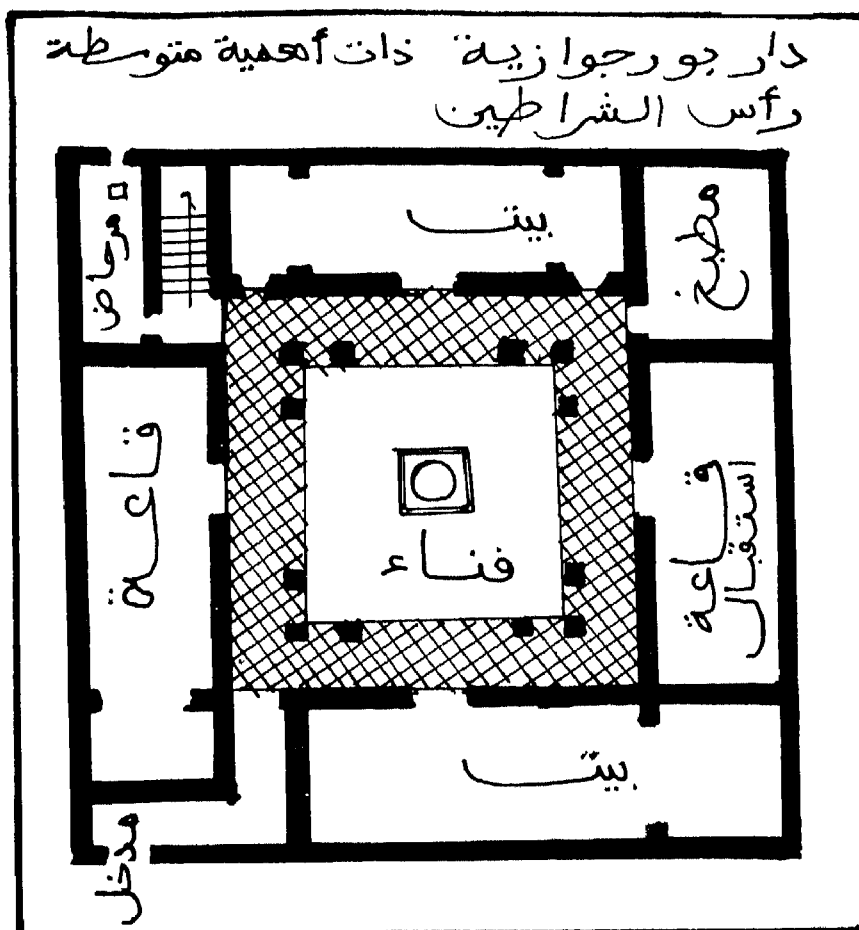 دار بورجوازية ذات أهمية متوسطة
رأس الشراطين
بيت
مطبخ
مرحاض
قاعة
قاعة
استقبال
فناء
بيت
مدخل